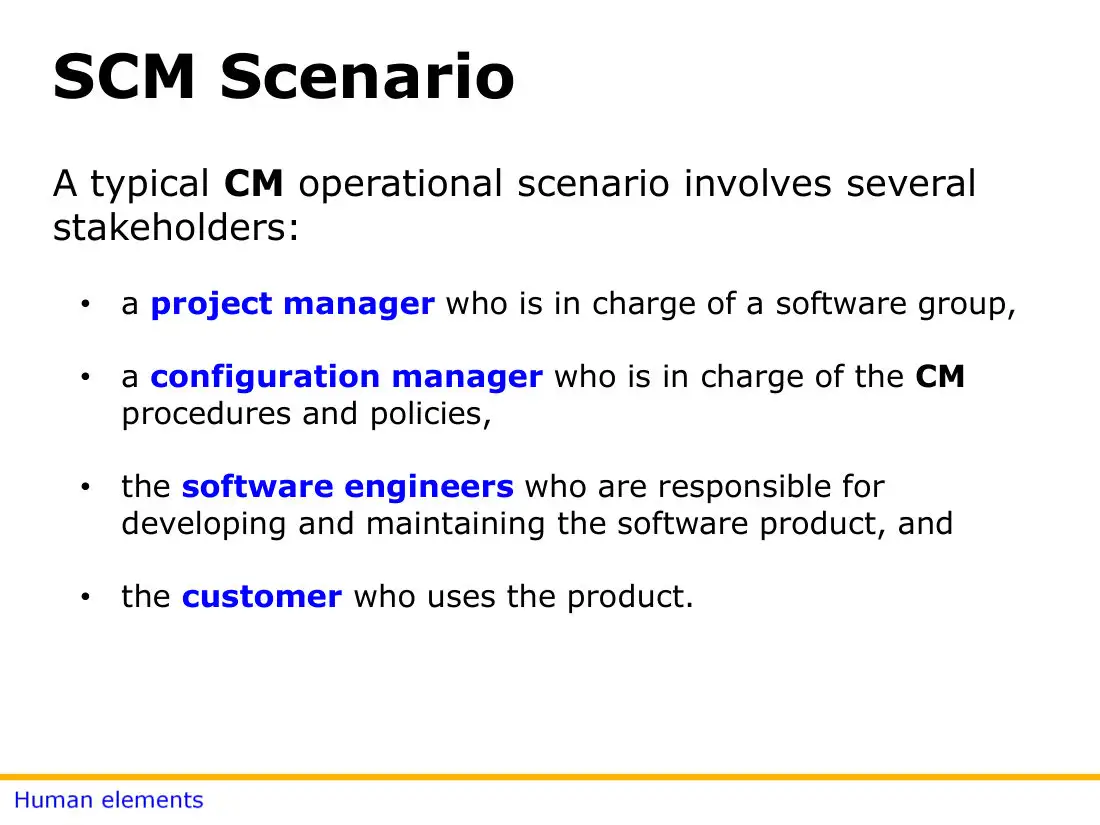 SCM Scenario
A typical CM operational scenario involves several
stakeholders:
• a project manager who is in charge of a software group,
• a configuration manager who is in charge of the CM
procedures and policies,
• the software engineers who are responsible for
developing and maintaining the software product, and
• the customer who uses the product.
Human elements